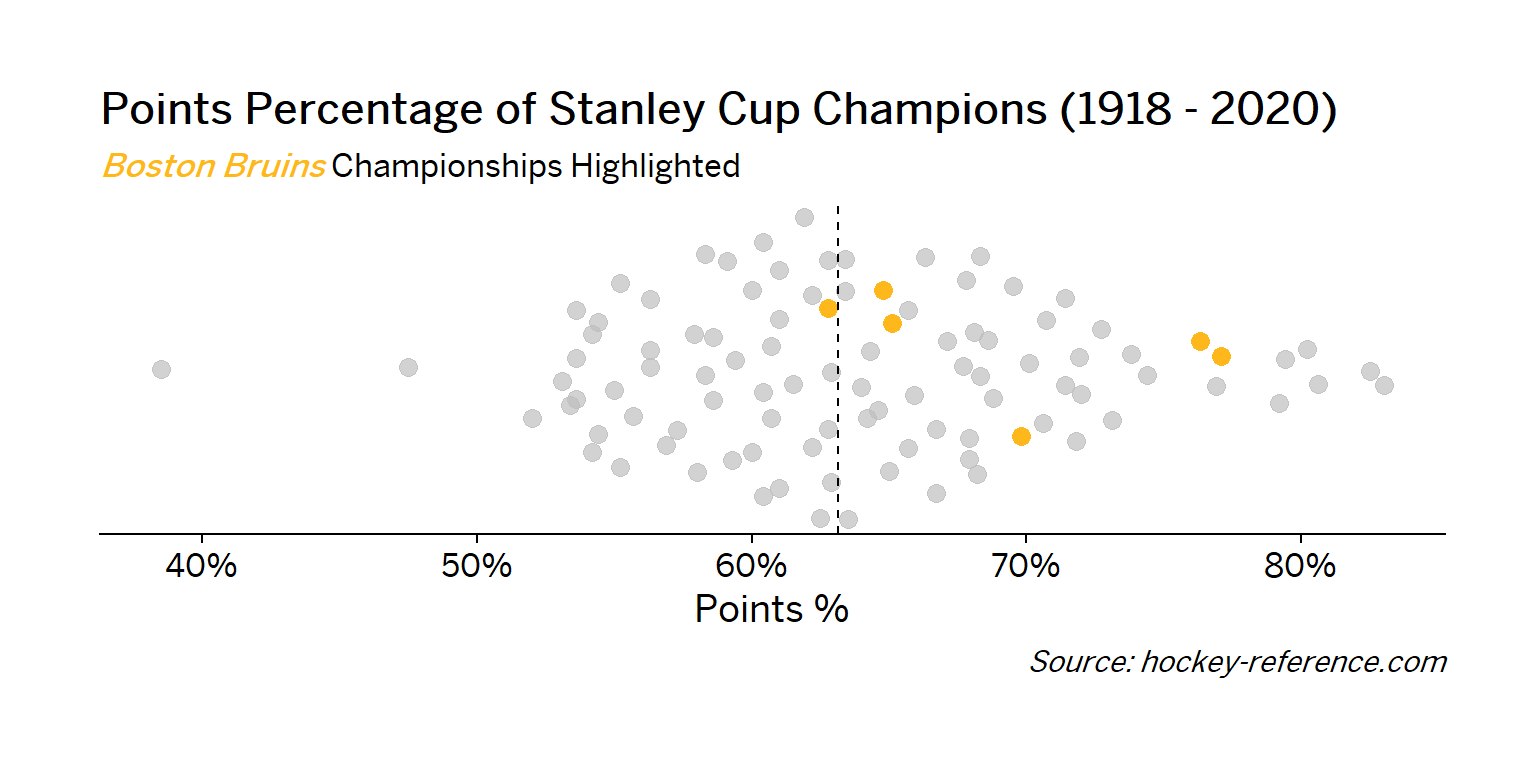 Points Percentage of Stanley Cup Champions (1918 - 2020)
Boston Bruins Championships Highlighted
40% 50% 60% 70% 80%
Points %
Source: hockey-reference.com